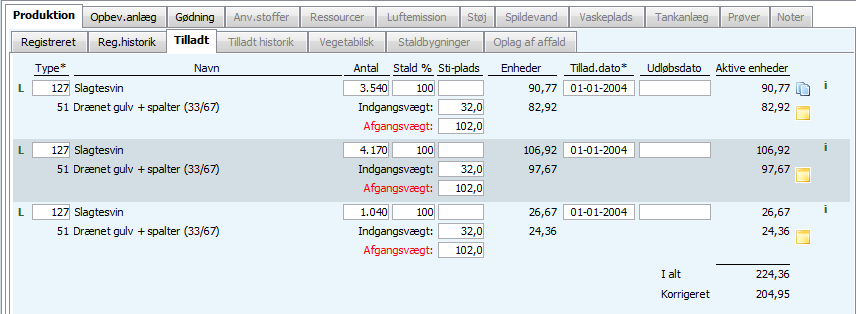 Produktion Opbev.anlæg Gødning Anv.stoffer Ressourcer Luftemission Støj Spildevand Vaskeplads Tankanlæg Prøver Noter
Registreret Reg.historik Tilladt Tilladt historik Vegetabilsk Staldbygninger Oplag af affald
Type* Navn Antal Stald % Sti-plads Enheder Tillad.dato* Udløbsdato Aktive enheder
L 127 Slagtesvin 3.540 100 90,77 01-01-2004 90,77 i
51 Drænet gulv + spalter (33/67) Indgangsvægt: 32,0 82,92 82,92
Afgangsvægt: 102,0
L 127 Slagtesvin 4.170 100 106,92 01-01-2004 106,92 i
51 Drænet gulv + spalter (33/67) Indgangsvægt: 32,0 97,67 97,67
Afgangsvægt: 102,0
L 127 Slagtesvin 1.040 100 26,67 01-01-2004 26,67 i
51 Drænet gulv + spalter (33/67) Indgangsvægt: 32,0 24,36 24,36
Afgangsvægt: 102,0
I alt 224,36
Korrigeret 204,95